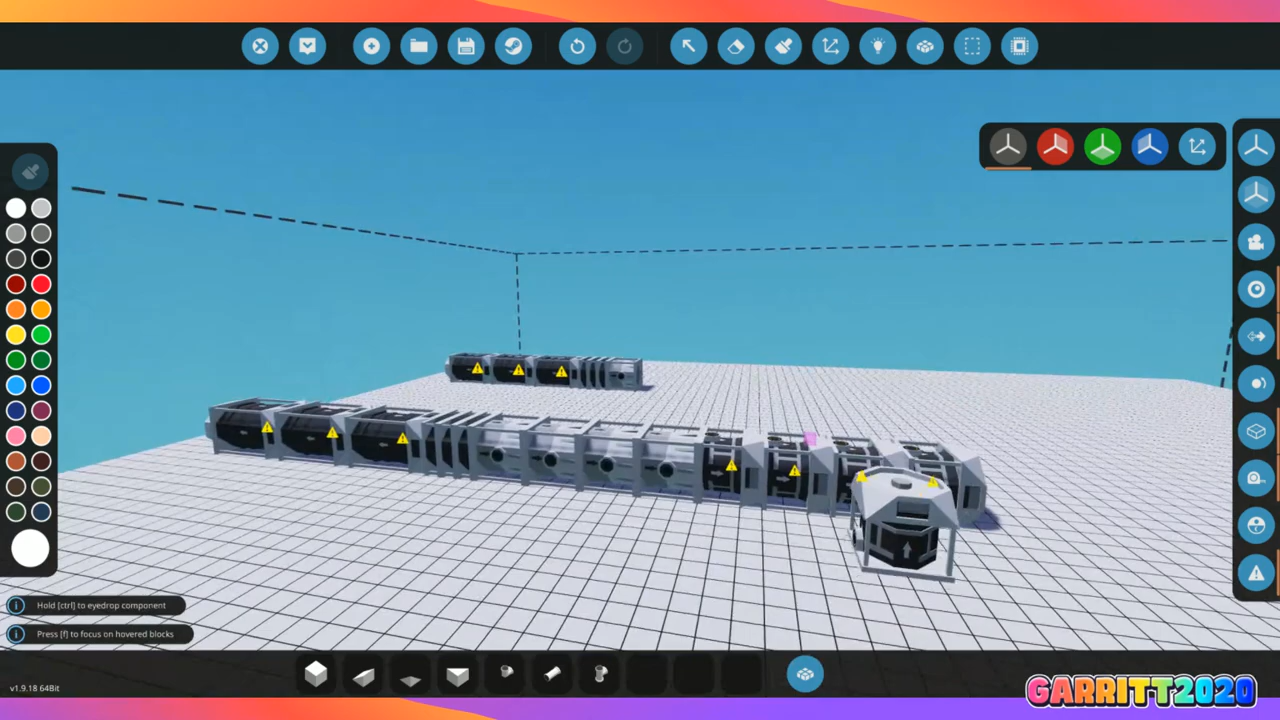 Hold [ctrl] to eyedrop component
Press [f] to focus on hovered blocks
v1.9.18 64Bit
GARRITT2020